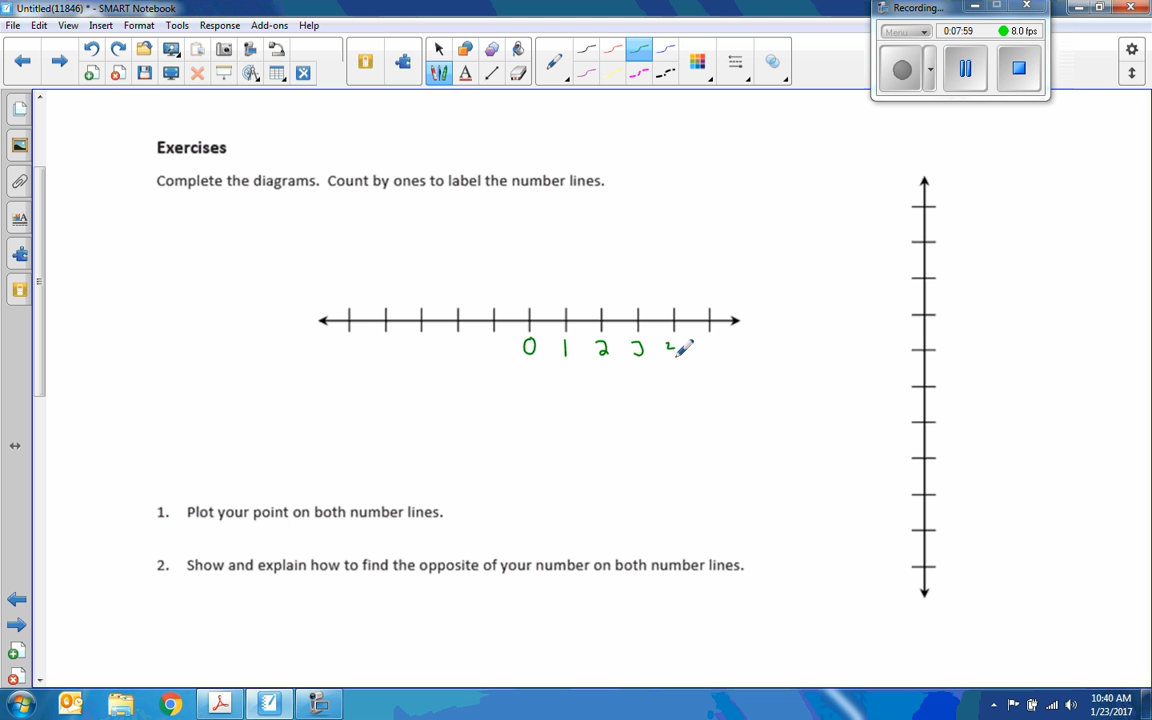 Untitled(11846) * - SMART Notebook
File Edit View Insert Format Tools Response Add-ons Help
Recording...
Menu 0:07:59 8.0 fps
Exercises
Complete the diagrams. Count by ones to label the number lines.
0 1 2 3
1. Plot your point on both number lines.
2. Show and explain how to find the opposite of your number on both number lines.
10:40 AM
1/23/2017